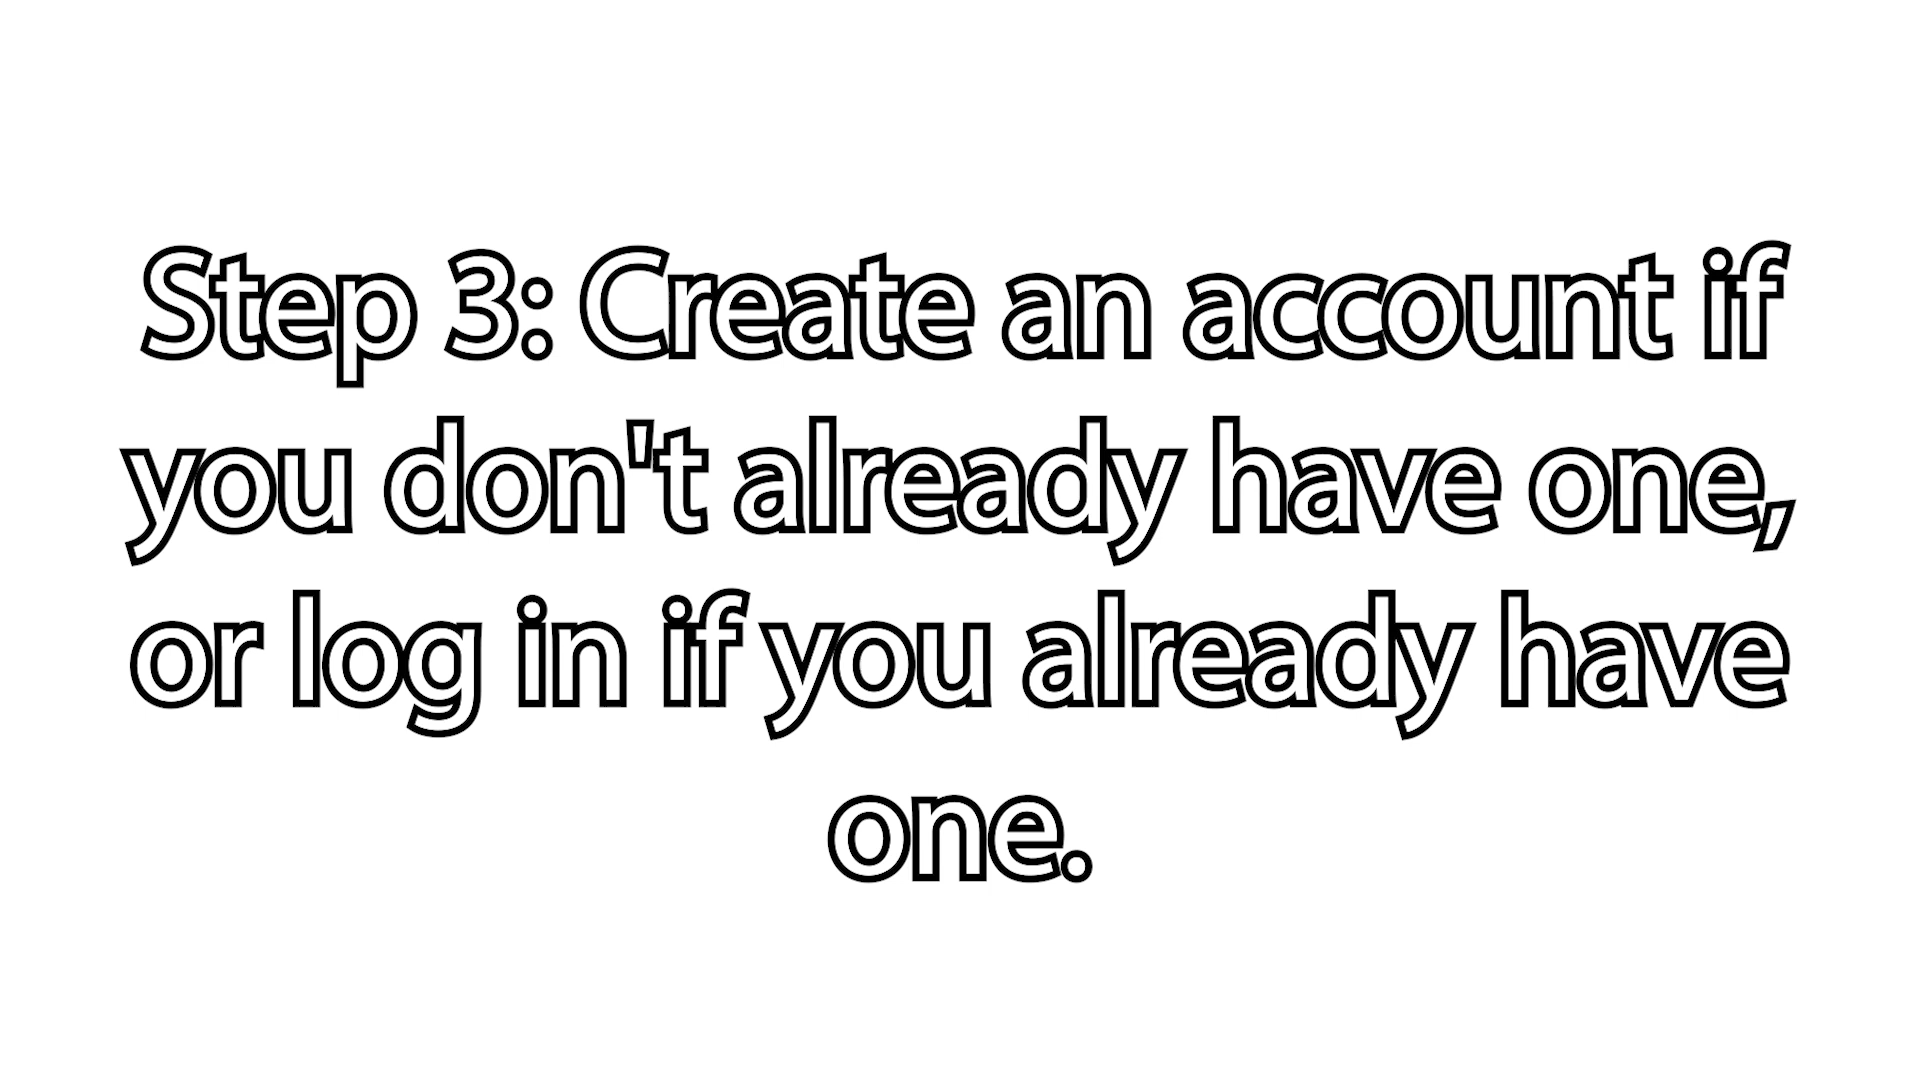 Step 3: Create an account if
you don't already have one,
or log in if you already have
one.